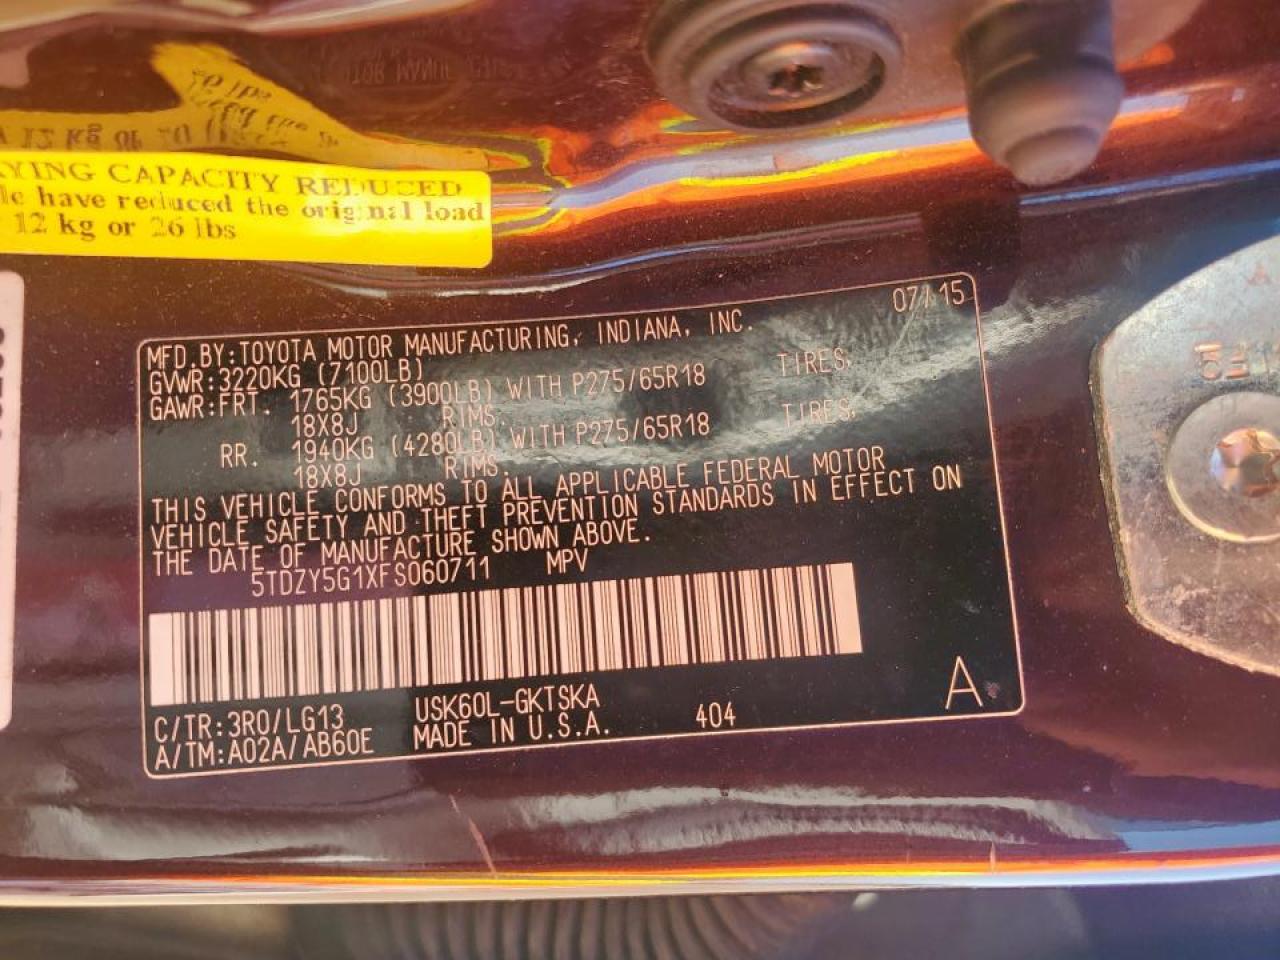 YING CAPACITY REDUCED
le have reduced the original load
12 kg or 26 lbs
07/15
MFD.BY:TOYOTA MOTOR MANUFACTURING, INDIANA, INC.
GVWR:3220KG (7100LB)
GAWR:FRT. 1765KG (3900LB) WITH P275/65R18 TIRES,
18X8J RIMS.
RR. 1940KG (4280LB) WITH P275/65R18 TIRES,
18X8J RIMS.
THIS VEHICLE CONFORMS TO ALL APPLICABLE FEDERAL MOTOR
VEHICLE SAFETY AND THEFT PREVENTION STANDARDS IN EFFECT ON
THE DATE OF MANUFACTURE SHOWN ABOVE.
5TDZY5G1XFS060711 MPV
C/TR:3R0/LG13 USK60L-GKTSKA
A/TM:A02A/AB60E MADE IN U.S.A. 404 A